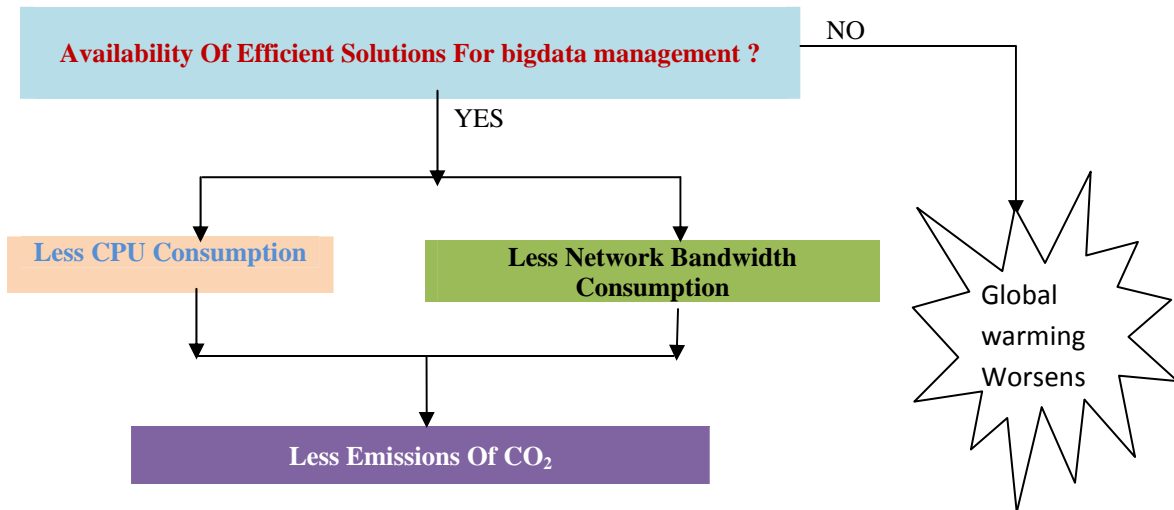 Availability Of Efficient Solutions For bigdata management ?
NO
YES
Less CPU Consumption
Less Network Bandwidth
Consumption
Global
warming
Worsens
Less Emissions Of CO₂